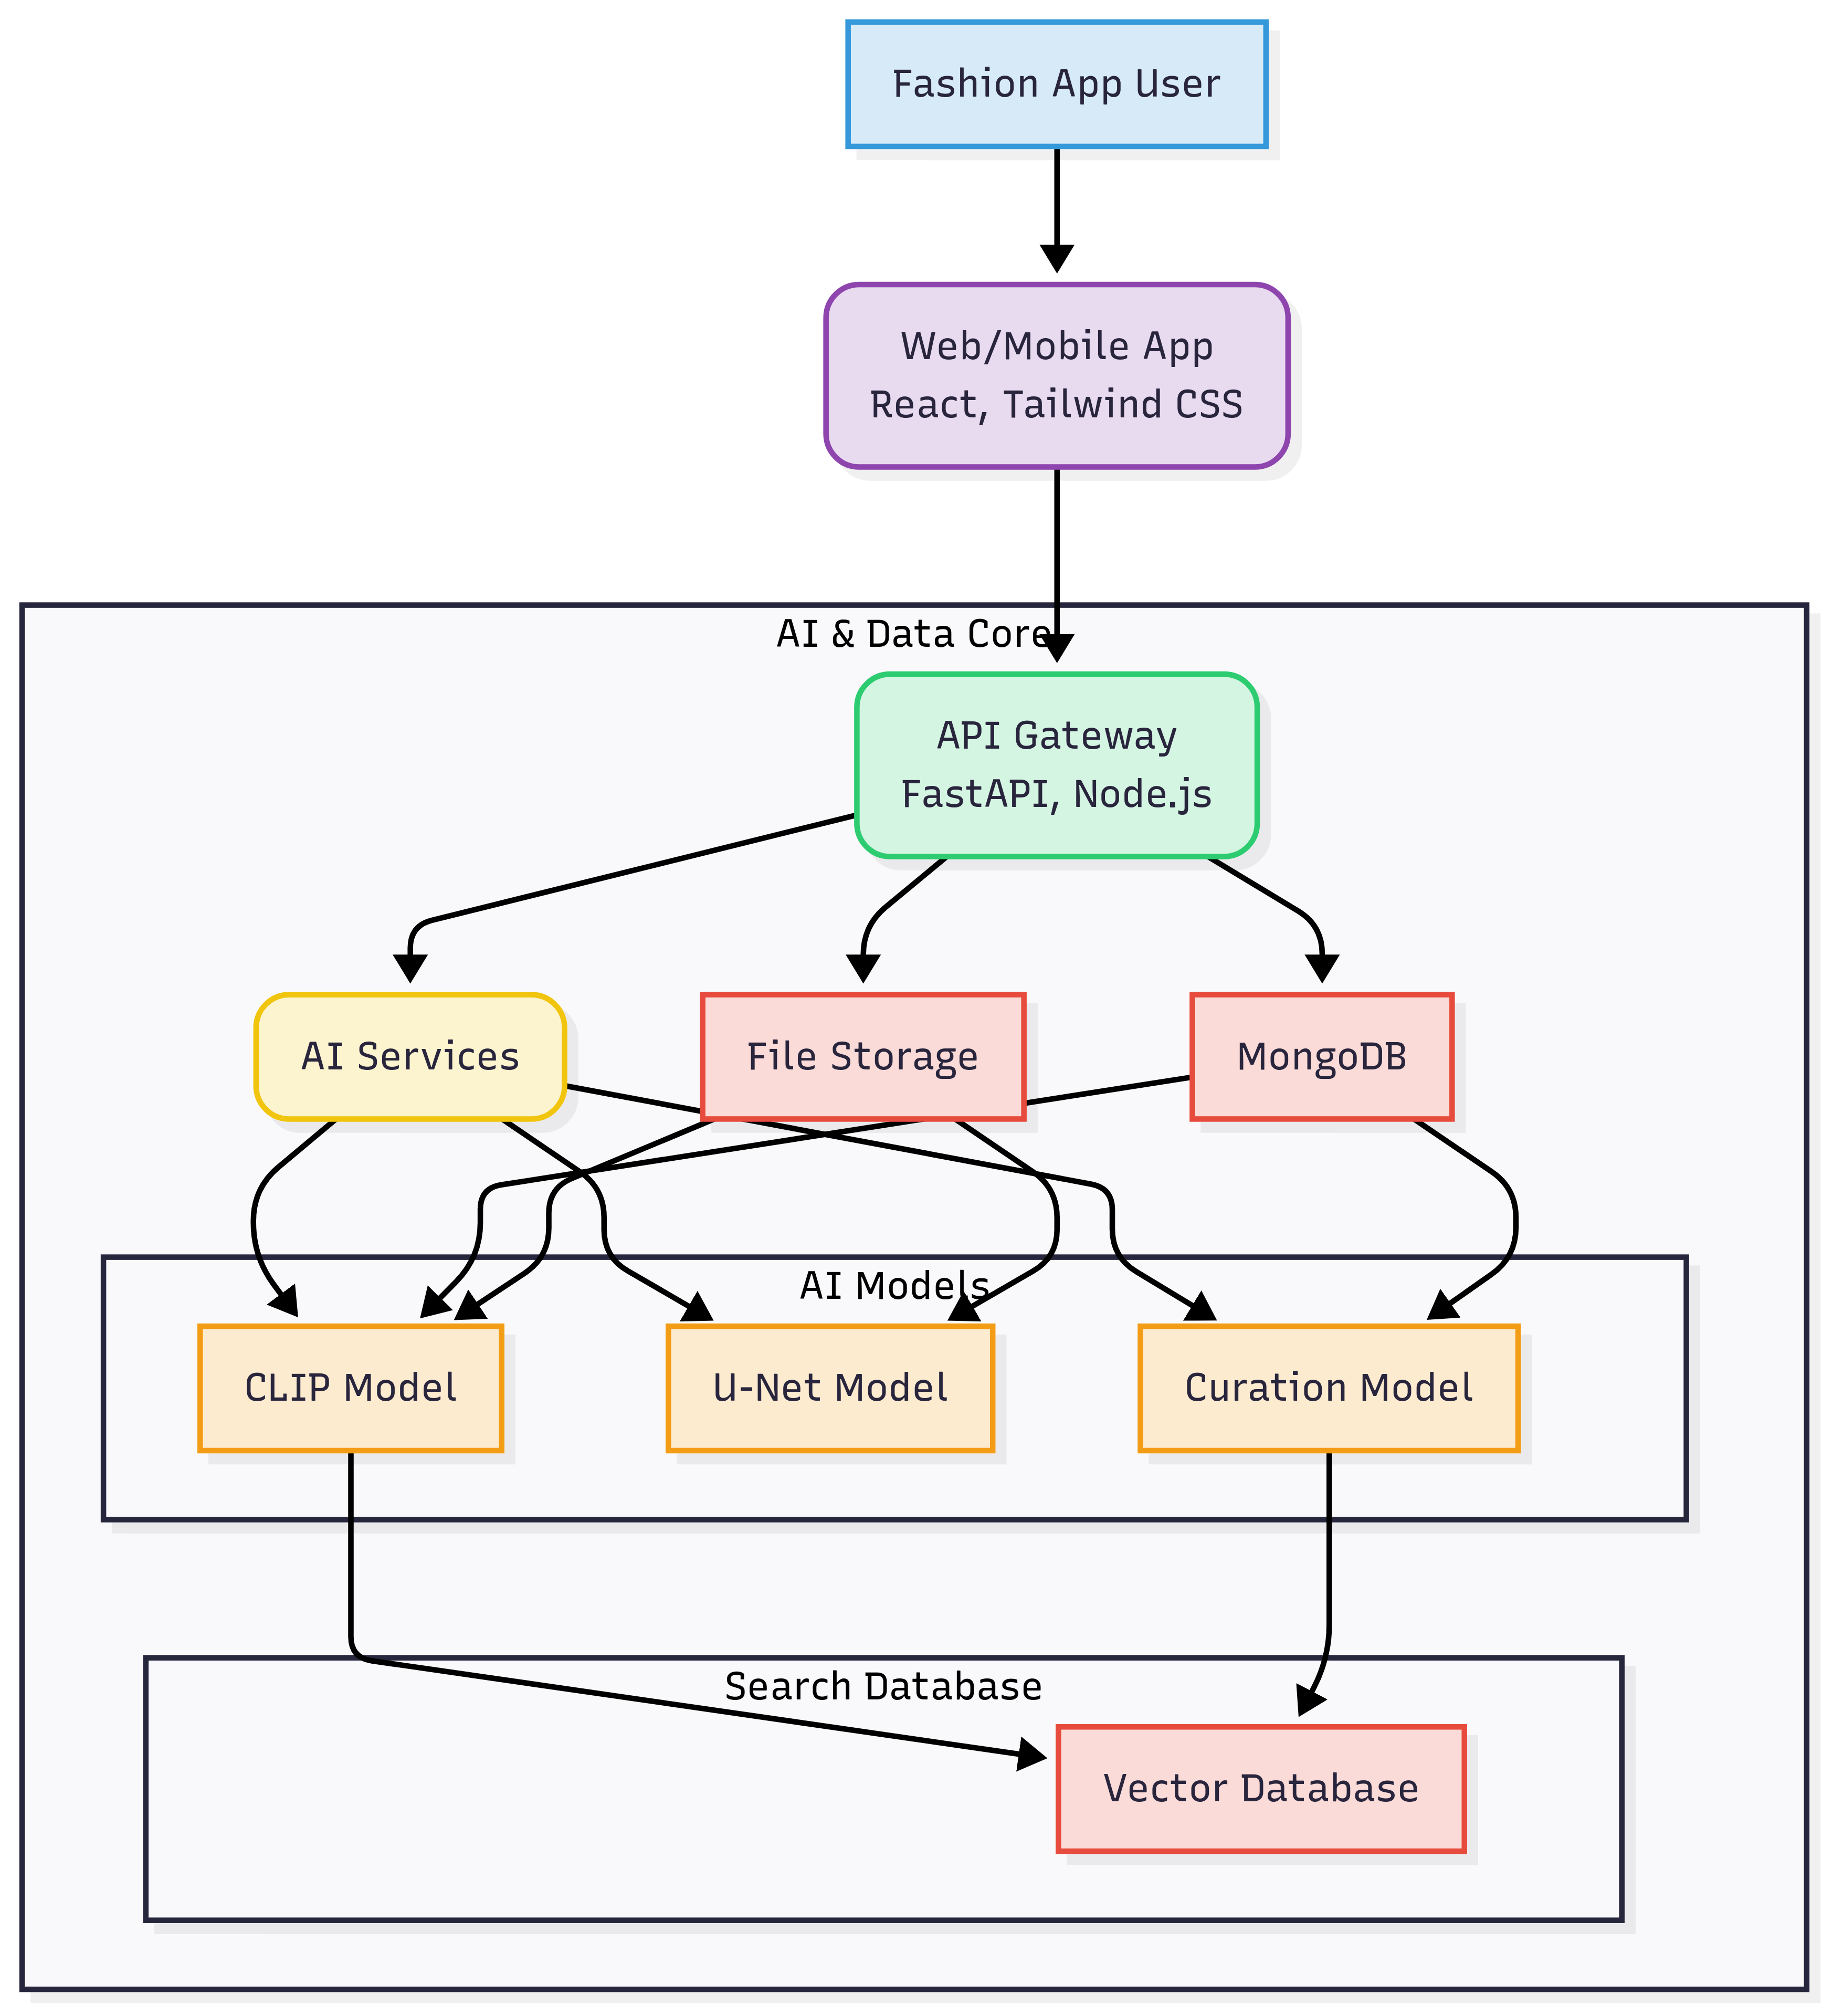 Fashion App User
Web/Mobile App
React, Tailwind CSS
AI & Data Core
API Gateway
FastAPI, Node.js
AI Services
File Storage
MongoDB
AI Models
CLIP Model
U-Net Model
Curation Model
Search Database
Vector Database